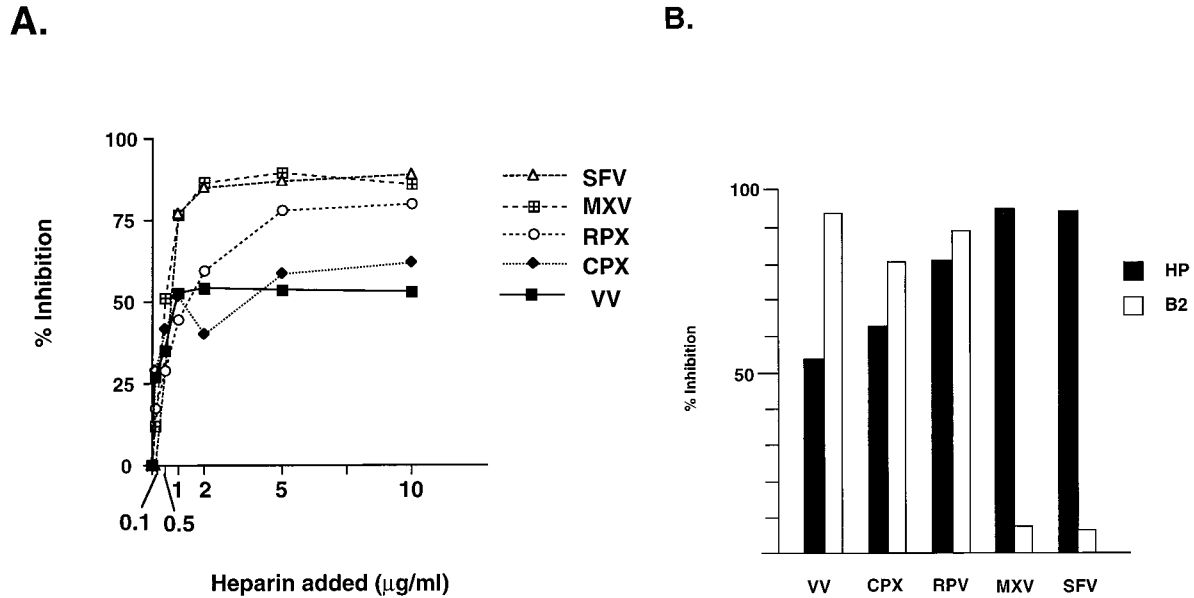 A.
100
75
50
25
0
% Inhibition
1 2 5 10
0.1 0.5
Heparin added (µg/ml)
SFV
MXV
RPX
CPX
VV
B.
100
50
% Inhibition
VV CPX RPV MXV SFV
HP
B2